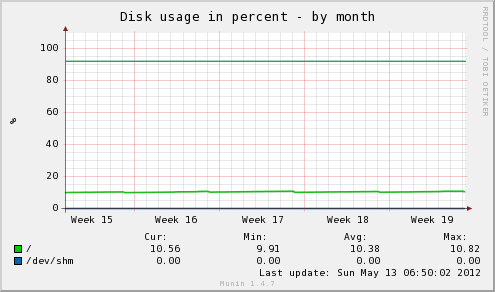 Disk usage in percent - by month
RRDTOOL / TOBI OETIKER
%
100
80
60
40
20
0
Week 15 Week 16 Week 17 Week 18 Week 19
Cur: Min: Avg: Max:
/ 10.56 9.91 10.38 10.82
/dev/shm 0.00 0.00 0.00 0.00
Last update: Sun May 13 06:50:02 2012
Munin 1.4.7